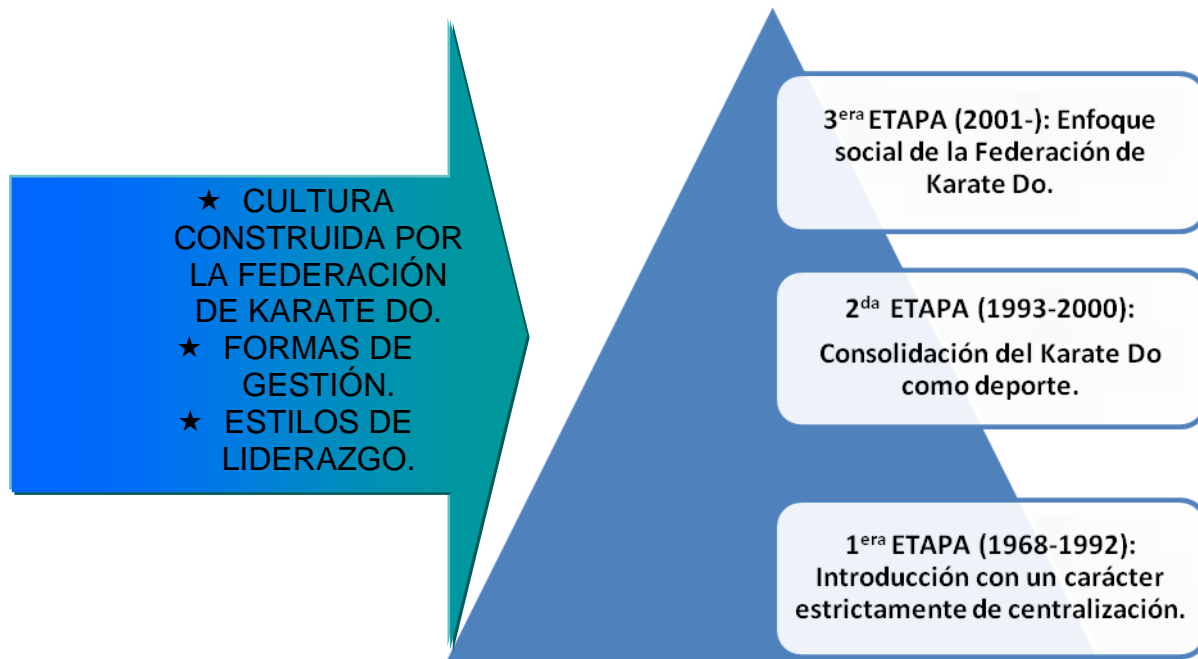 ★ CULTURA
CONSTRUIDA POR
LA FEDERACIÓN
DE KARATE DO.
★ FORMAS DE
GESTIÓN.
★ ESTILOS DE
LIDERAZGO.
3era ETAPA (2001-): Enfoque
social de la Federación de
Karate Do.
2da ETAPA (1993-2000):
Consolidación del Karate Do
como deporte.
1era ETAPA (1968-1992):
Introducción con un carácter
estrictamente de centralización.